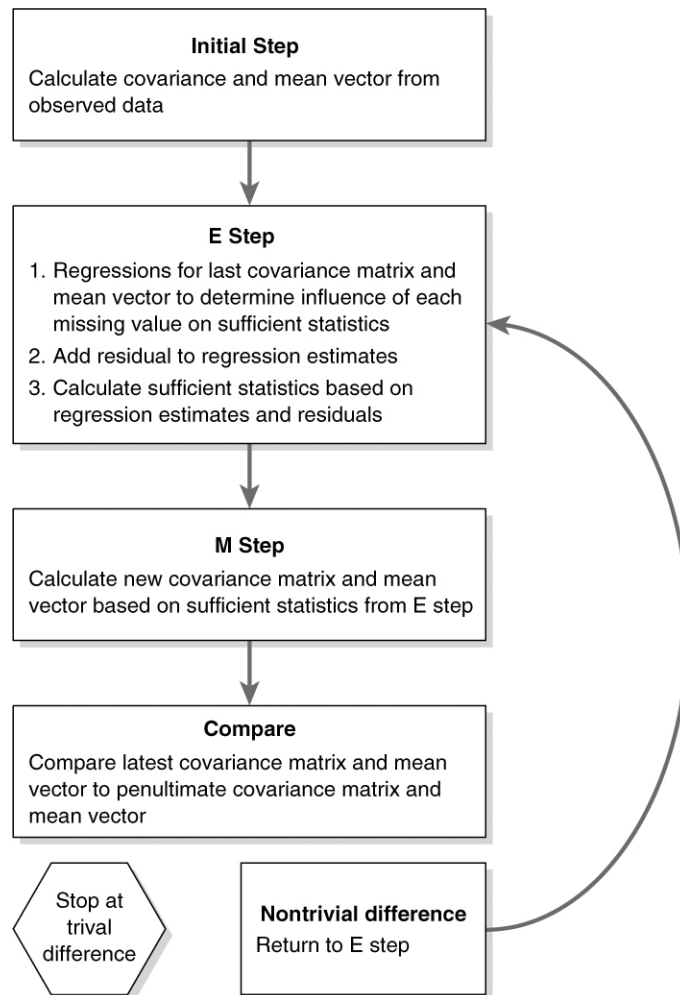 Initial Step
Calculate covariance and mean vector from
observed data
E Step
1. Regressions for last covariance matrix and
mean vector to determine influence of each
missing value on sufficient statistics
2. Add residual to regression estimates
3. Calculate sufficient statistics based on
regression estimates and residuals
M Step
Calculate new covariance matrix and mean
vector based on sufficient statistics from E step
Compare
Compare latest covariance matrix and mean
vector to penultimate covariance matrix and
mean vector
Stop at
trival
difference
Nontrivial difference
Return to E step